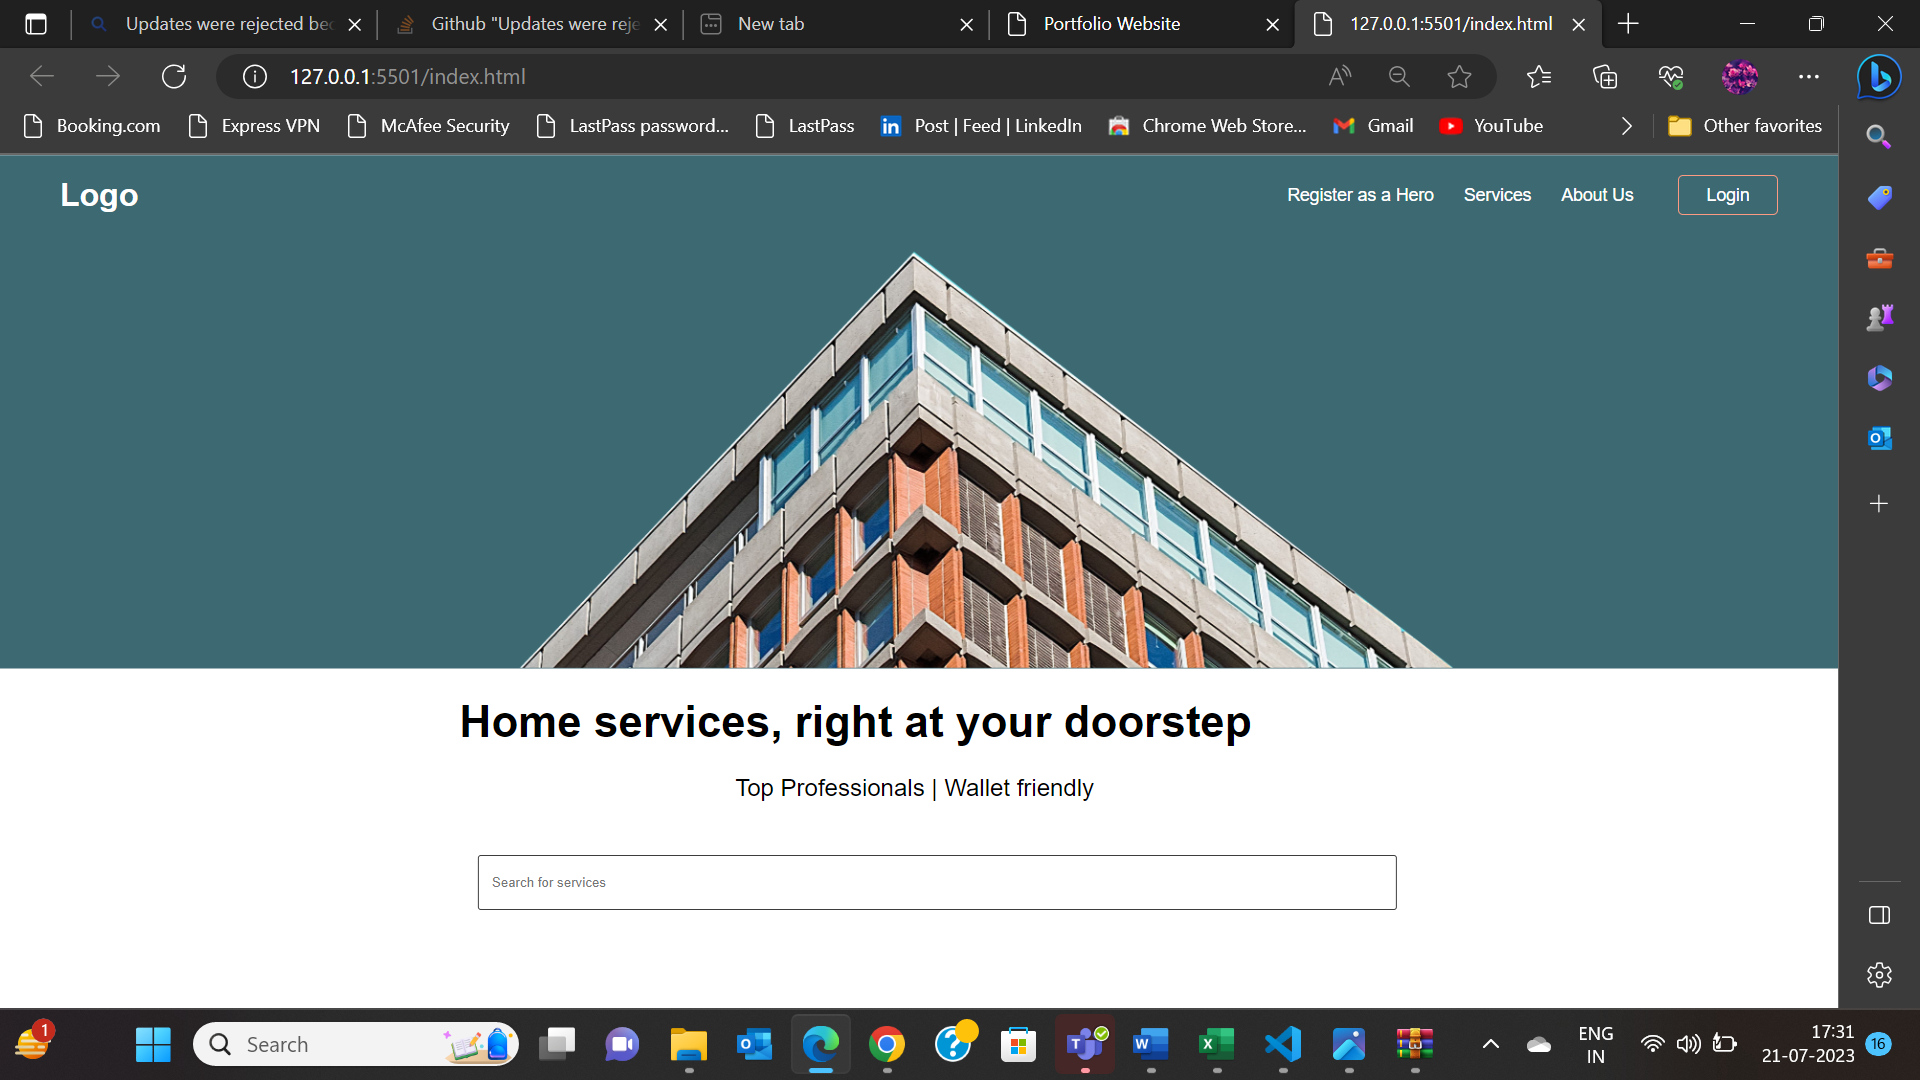 Updates were rejected bec
Github "Updates were reje
New tab
Portfolio Website
127.0.0.1:5501/index.html
127.0.0.1:5501/index.html
Booking.com
Express VPN
McAfee Security
LastPass password...
LastPass
Post | Feed | LinkedIn
Chrome Web Store...
Gmail
YouTube
Other favorites
Logo
Register as a Hero
Services
About Us
Login
Home services, right at your doorstep
Top Professionals | Wallet friendly
Search for services
1
Search
ENG
IN
17:31
21-07-2023
16